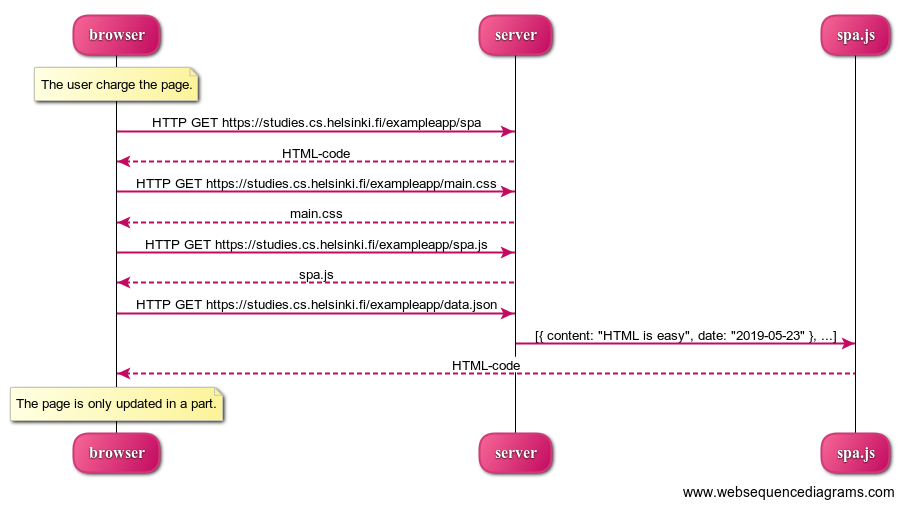 browser
server
spa.js
The user charge the page.
HTTP GET https://studies.cs.helsinki.fi/exampleapp/spa
HTML-code
HTTP GET https://studies.cs.helsinki.fi/exampleapp/main.css
main.css
HTTP GET https://studies.cs.helsinki.fi/exampleapp/spa.js
spa.js
HTTP GET https://studies.cs.helsinki.fi/exampleapp/data.json
[{ content: "HTML is easy", date: "2019-05-23" }, ...]
HTML-code
The page is only updated in a part.
browser
server
spa.js
www.websequencediagrams.com